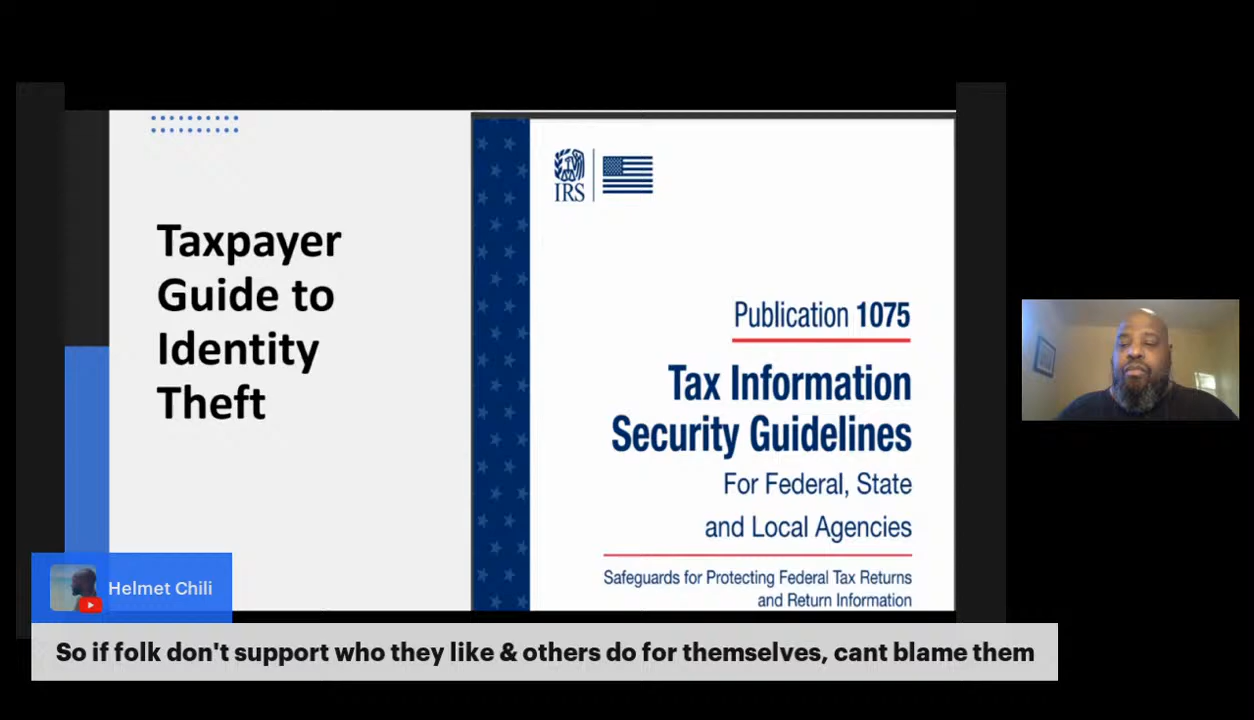 Taxpayer
Guide to
Identity
Theft
IRS
Publication 1075
Tax Information
Security Guidelines
For Federal, State
and Local Agencies
Safeguards for Protecting Federal Tax Returns
and Return Information
Helmet Chili
So if folk don't support who they like & others do for themselves, cant blame them